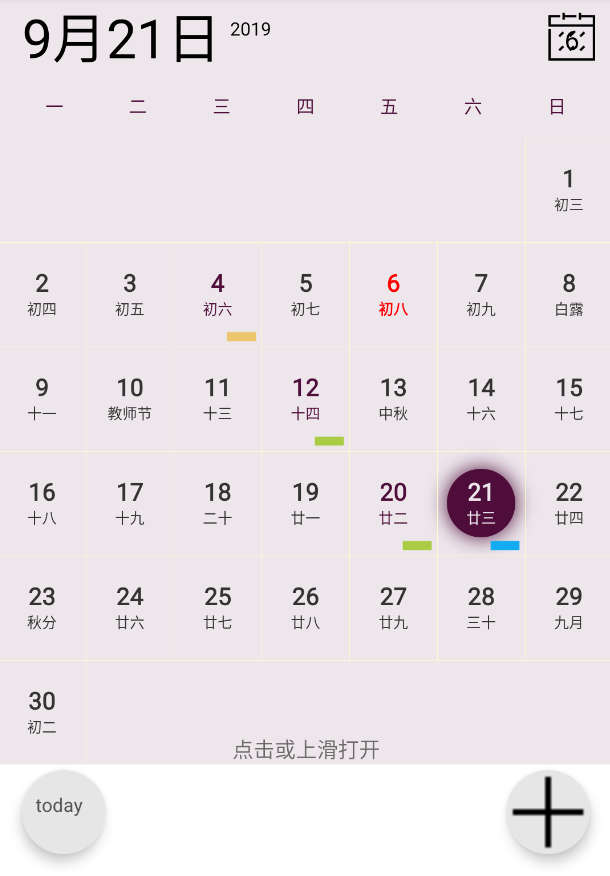 9月21日 2019 6
一 二 三 四 五 六 日
1
初三
2 3 4 5 6 7 8
初四 初五 初六 初七 初八 初九 白露
9 10 11 12 13 14 15
十一 教师节 十三 十四 中秋 十六 十七
16 17 18 19 20 21 22
十八 十九 二十 廿一 廿二 廿三 廿四
23 24 25 26 27 28 29
秋分 廿六 廿七 廿八 廿九 三十 九月
30
初二
点击或上滑打开
today